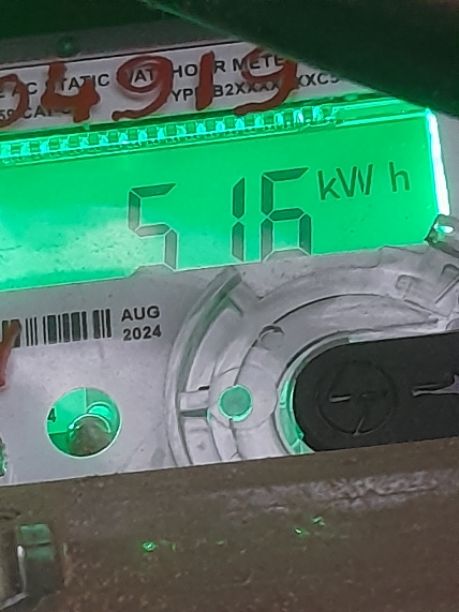 STATIC WATT HOUR METE
04919
516 kWh
AUG
2024